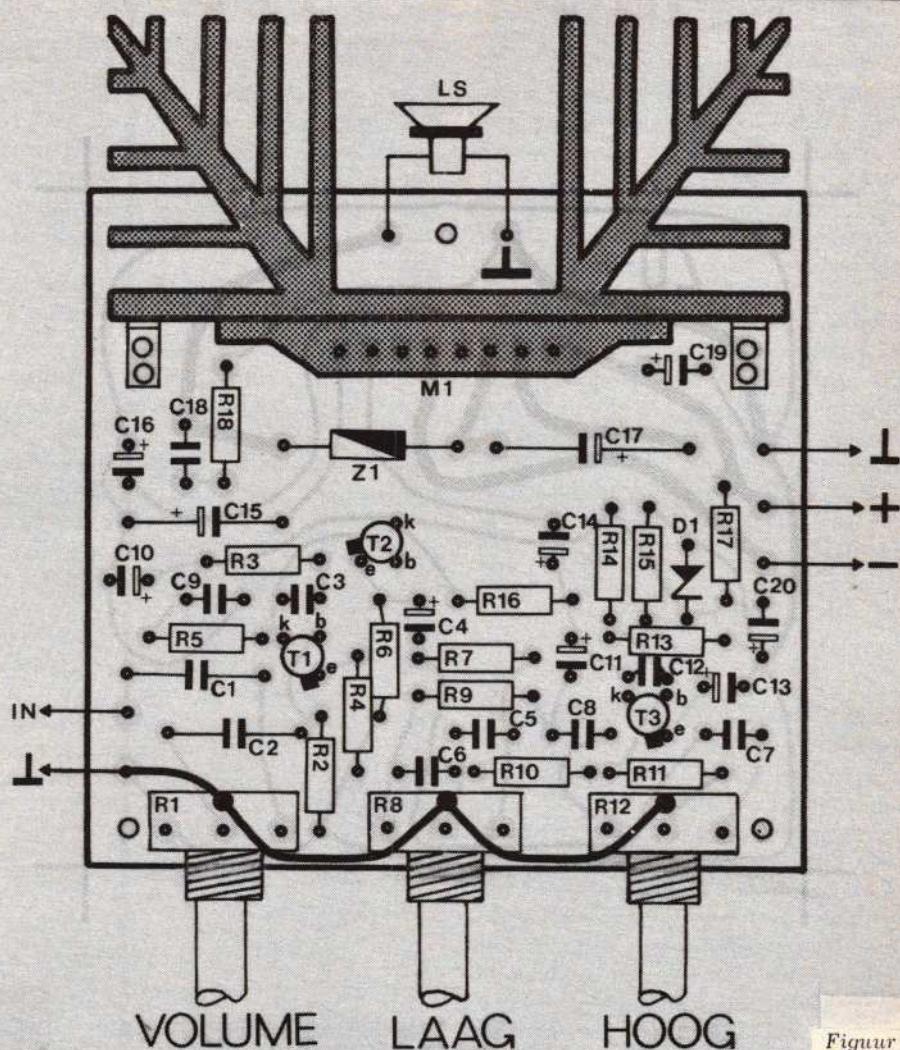 LS
C19
M1
C16
+
C18
R18
Z1
C17
+
+
C15
T2
k
e
b
C14
+
R14
R15
D1
R17
+
−
C10
+
R3
C9
C3
k
b
T1
e
R5
C1
R6
R4
+
C4
R16
R7
R9
+
C11
R13
C12
k
b
T3
e
+
C13
C20
+
IN
C2
R2
C5
C8
C7
C6
R10
R11
R1
R8
R12
VOLUME
LAAG
HOOG
Figuur